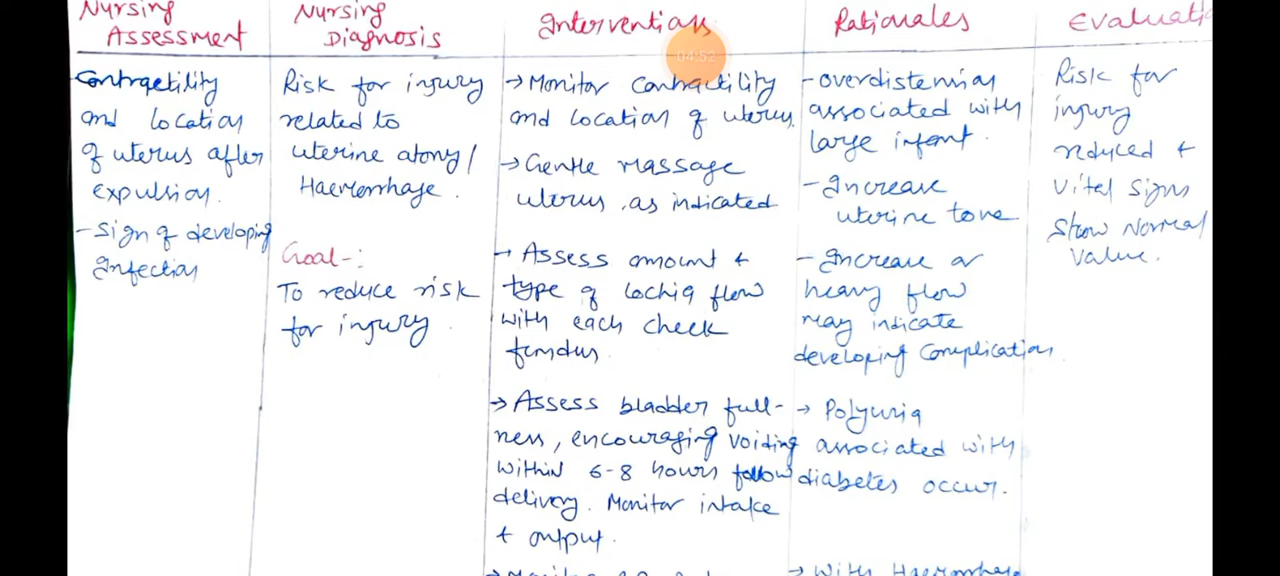 Nursing
Assessment
Contractility
and location
of uterus after
expulsion.
- Sign of developing
Infection
Nursing
Diagnosis
Risk for injury
related to
uterine atony/
Haemorrhage.
Goal-:
To reduce risk
for injury.
Interventions
04:52
→ Monitor Contractility
and location of uterus.
→ Gentle massage
uterus, as indicated
→ Assess amount +
type of lochia flow
with each check
fundus.
→ Assess bladder full-
ness, encouraging voiding
within 6-8 hours follow
delivery. Monitor intake
+ output.
→ Monitor
Rationales
- overdistension
associated with
large infant.
- Increase
uterine tone
- Increase or
heavy flow
may indicate
developing Complication
→ Polyuria
associated with
diabetes occur.
→ With Haemorrhage
Evaluati
Risk for
injury
reduced +
vital signs
show Normal
Value.